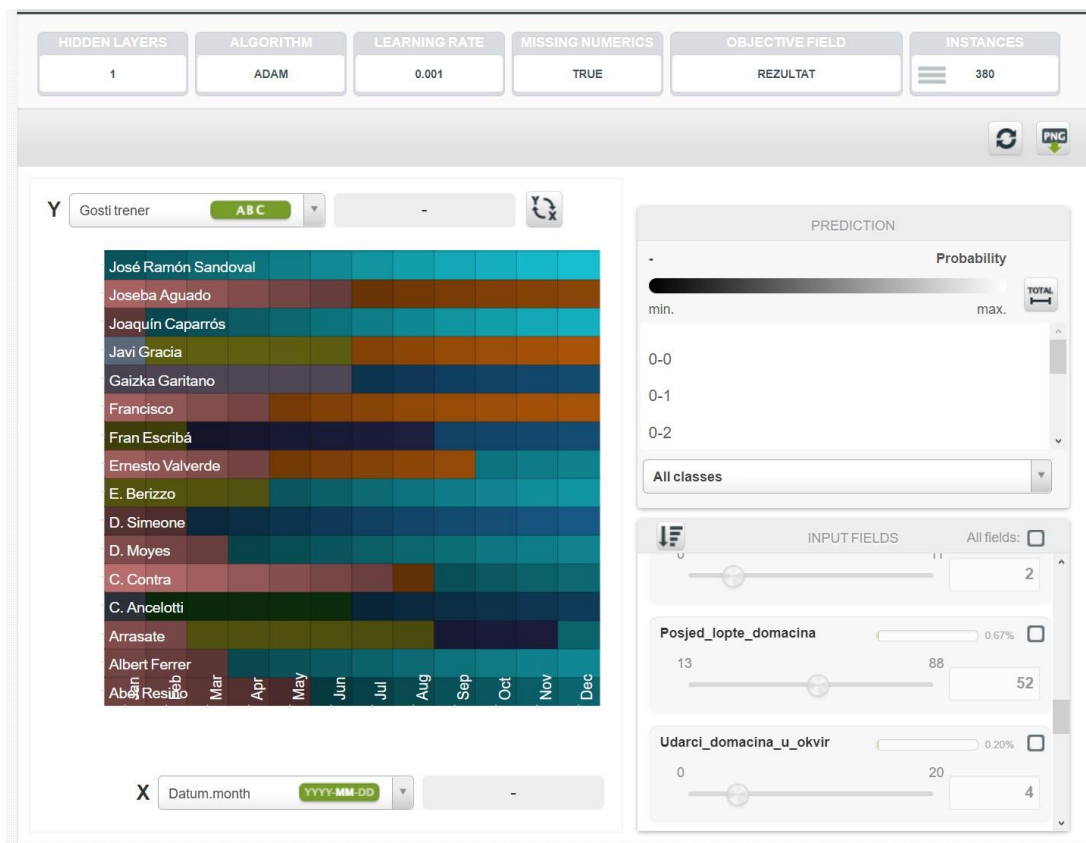 HIDDEN LAYERS ALGORITHM LEARNING RATE MISSING NUMERICS OBJECTIVE FIELD INSTANCES
1 ADAM 0.001 TRUE REZULTAT 380
PNG
Y Gosti trener ABC - Y X
José Ramón Sandoval
Joseba Aguado
Joaquín Caparrós
Javi Gracia
Gaizka Garitano
Francisco
Fran Escribá
Ernesto Valverde
E. Berizzo
D. Simeone
D. Moyes
C. Contra
C. Ancelotti
Arrasate
Albert Ferrer
Abel Resino
Jan Feb Mar Apr May Jun Jul Aug Sep Oct Nov Dec
X Datum.month YYYY-MM-DD -
PREDICTION
- Probability
TOTAL
min. max.
0-0
0-1
0-2
All classes
INPUT FIELDS All fields:
0 11
2
Posjed_lopte_domacina 0.67%
13 88
52
Udarci_domacina_u_okvir 0.20%
0 20
4